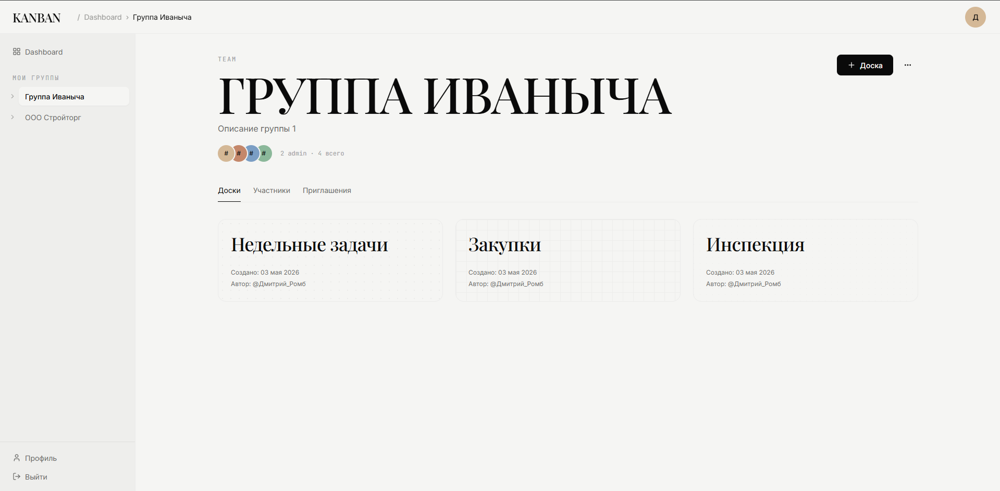 KANBAN / Dashboard › Группа Иваныча
Д
Dashboard
МОИ ГРУППЫ
Группа Иваныча
ООО Стройторг
Профиль
Выйти
TEAM
+ Доска
ГРУППА ИВАНЫЧА
Описание группы 1
# # # # 2 admin · 4 всего
Доски Участники Приглашения
Недельные задачи
Создано: 03 мая 2026
Автор: @Дмитрий_Ромб
Закупки
Создано: 03 мая 2026
Автор: @Дмитрий_Ромб
Инспекция
Создано: 03 мая 2026
Автор: @Дмитрий_Ромб